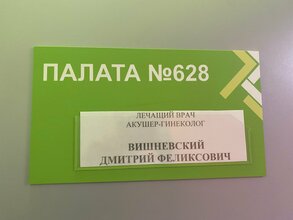 ПАЛАТА №628
ЛЕЧАЩИЙ ВРАЧ
АКУШЕР-ГИНЕКОЛОГ
ВИШНЕВСКИЙ
ДМИТРИЙ ФЕЛИКСОВИЧ